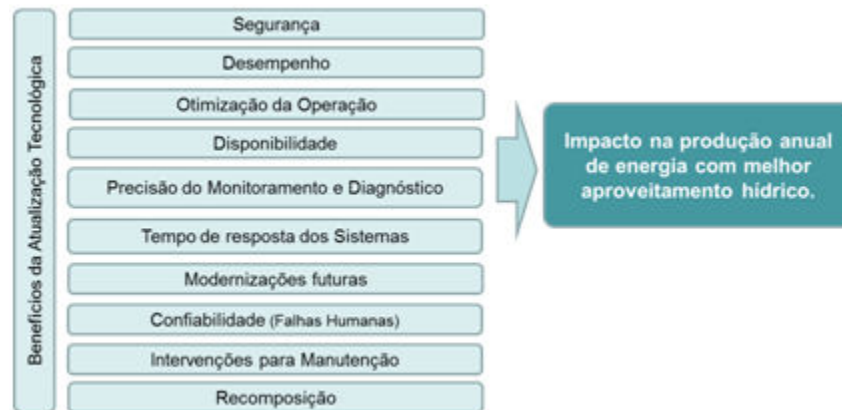 Benefícios da Atualização Tecnológica
Segurança
Desempenho
Otimização da Operação
Disponibilidade
Precisão do Monitoramento e Diagnóstico
Tempo de resposta dos Sistemas
Modernizações futuras
Confiabilidade (Falhas Humanas)
Intervenções para Manutenção
Recomposição
Impacto na produção anual
de energia com melhor
aproveitamento hídrico.